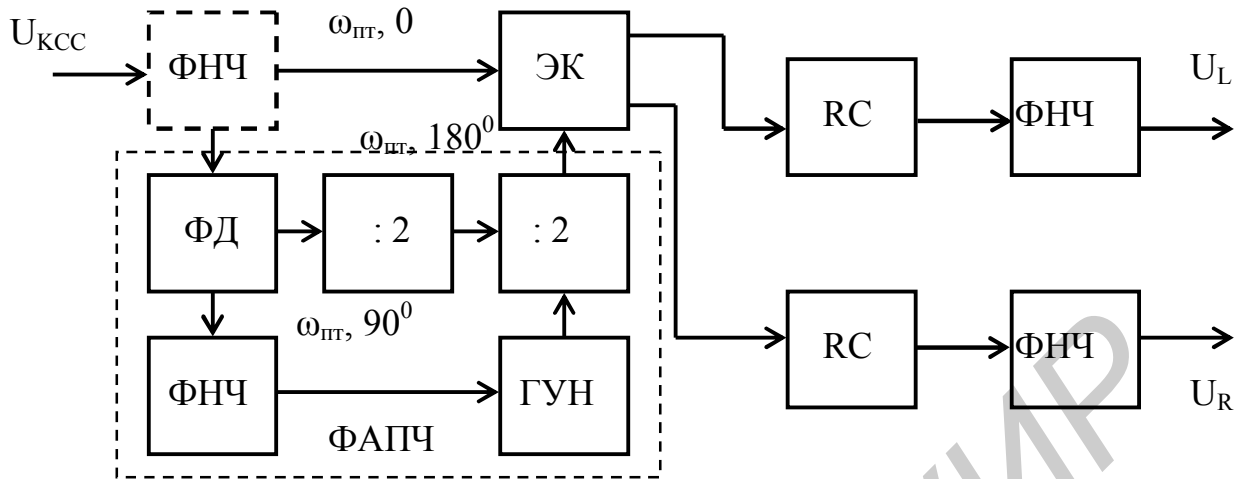 U_КСС
ФНЧ
ω_пт, 0
ЭК
RC
ФНЧ
U_L
ω_пт, 180⁰
ФД
: 2
: 2
ω_пт, 90⁰
RC
ФНЧ
U_R
ФНЧ
ГУН
ФАПЧ